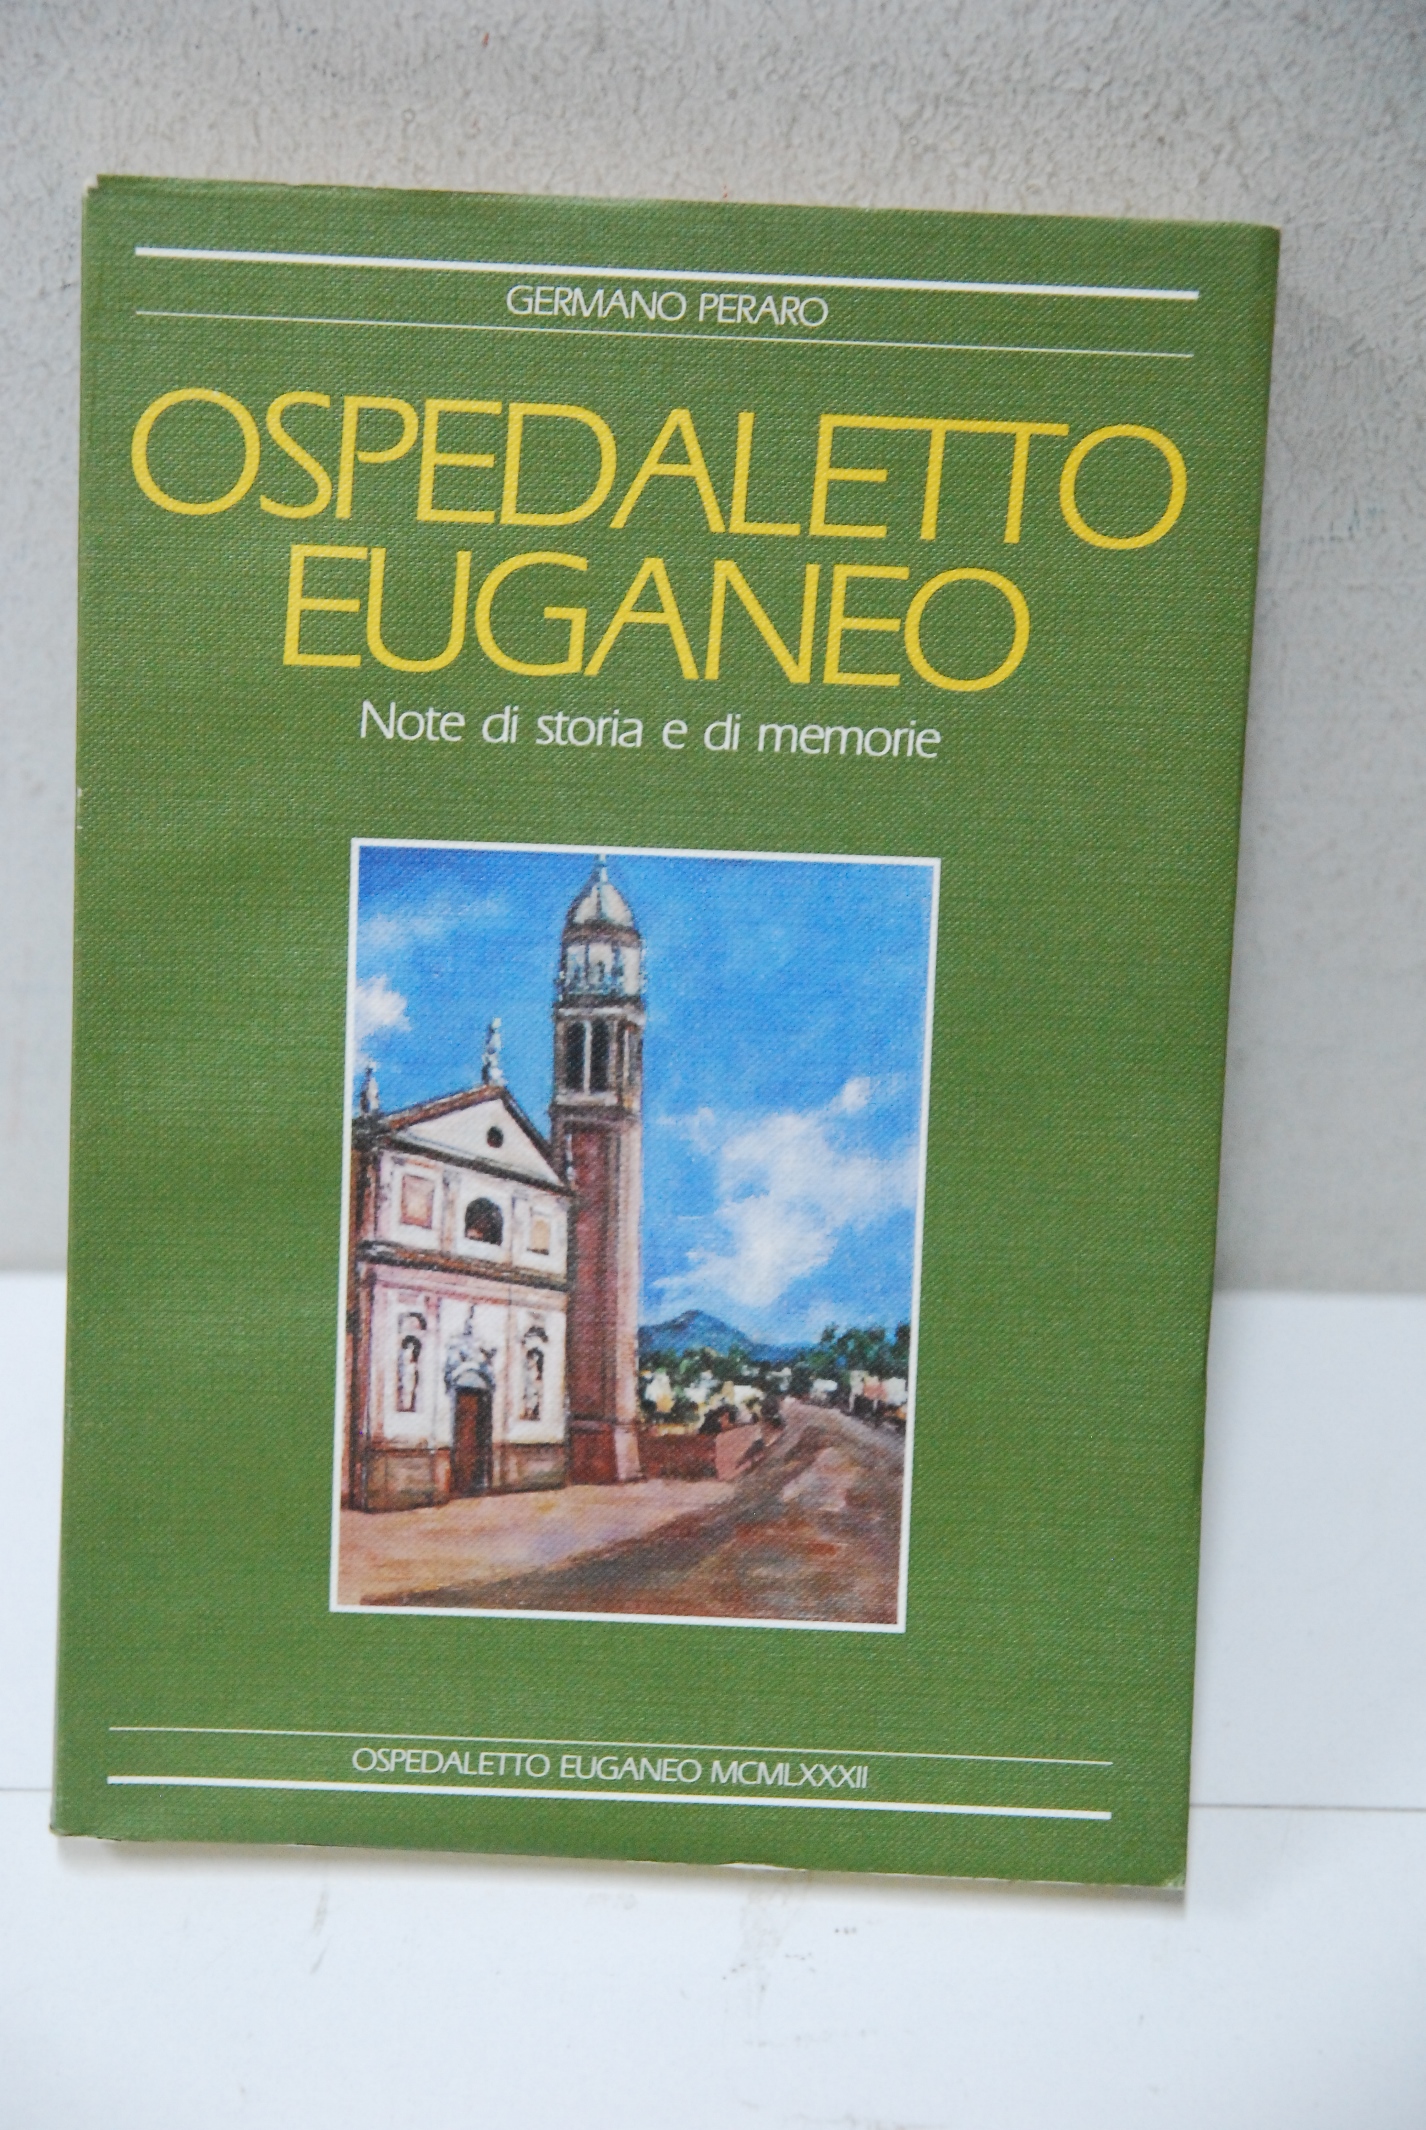 GERMANO PERARO
OSPEDALETTO
EUGANEO
Note di storia e di memorie
OSPEDALETTO EUGANEO MCMLXXXII